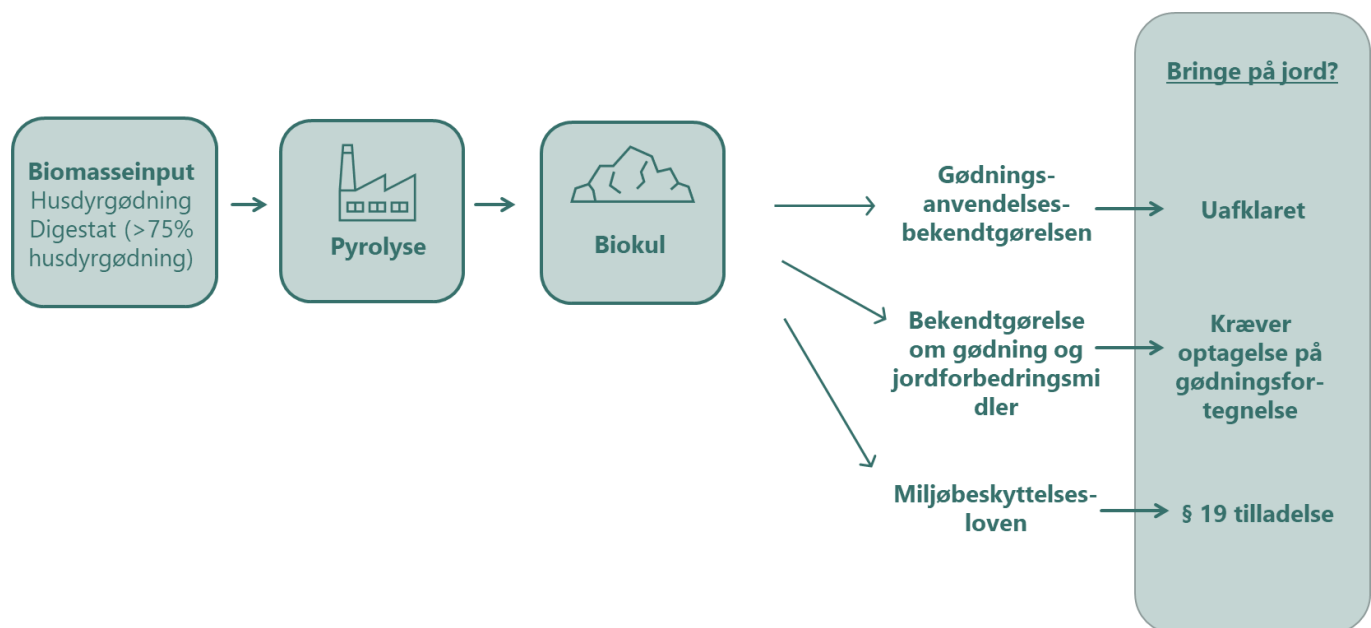 Biomasseinput
Husdyrgødning
Digestat (>75%
husdyrgødning)
Pyrolyse
Biokul
Gødnings-
anvendelses-
bekendtgørelsen
Bekendtgørelse
om gødning og
jordforbedringsmi
dler
Miljøbeskyttelses-
loven
Bringe på jord?
Uafklaret
Kræver
optagelse på
gødningsfor-
tegnelse
§ 19 tilladelse